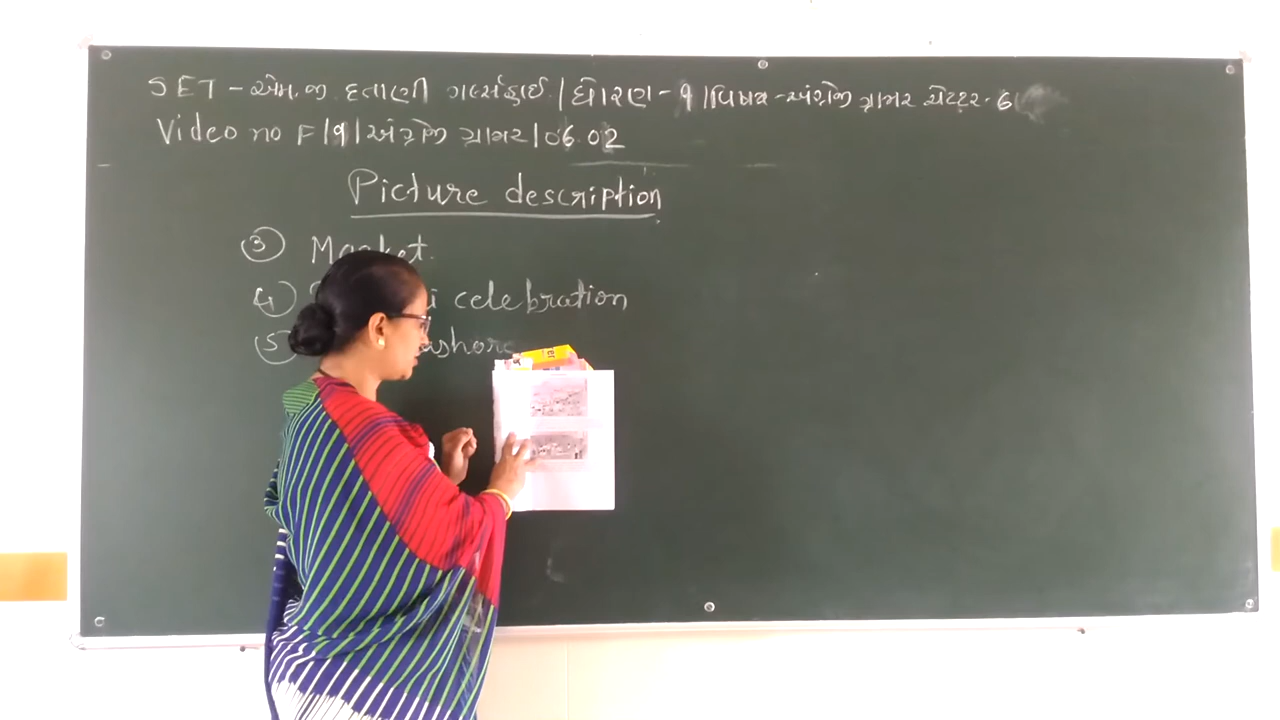 SET - એમ.જી. દતાણી ગર્લ્સ હાઈ. | ધોરણ - ૧ | વિષય - અંગ્રેજી ગ્રામર ચેપ્ટર - 6
Video no F | ૧ | અંગ્રેજી ગ્રામર | 06.02
Picture description
③ Market.
④ celebration
⑤ ashore